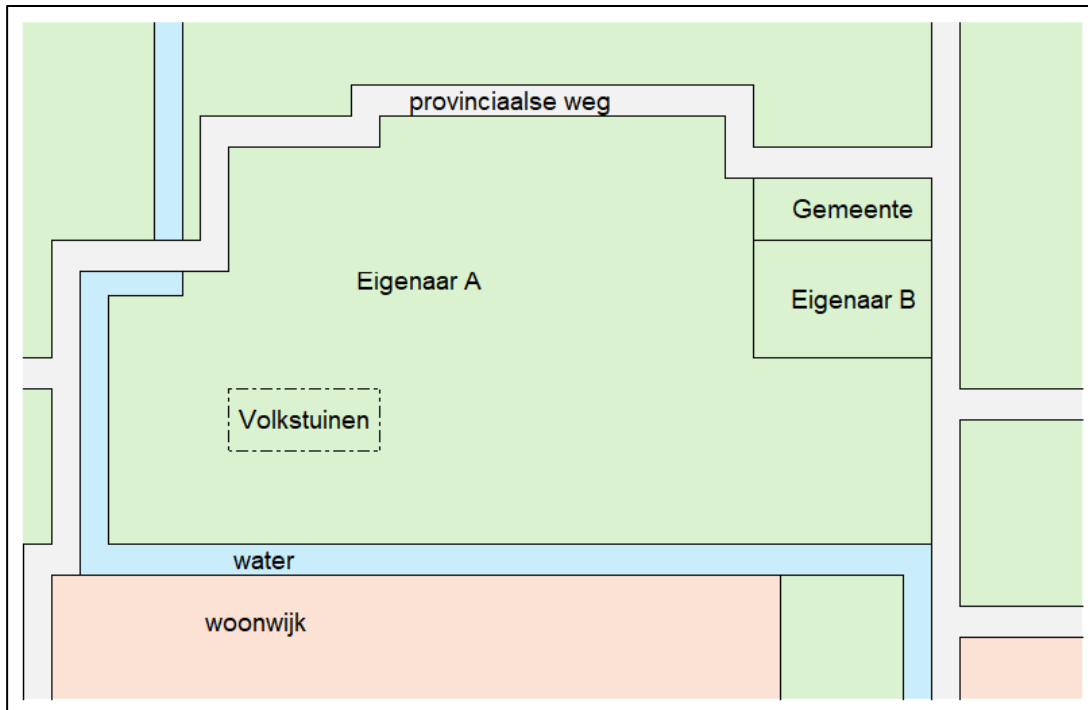 provinciaalse weg
Gemeente
Eigenaar A
Eigenaar B
Volkstuinen
water
woonwijk